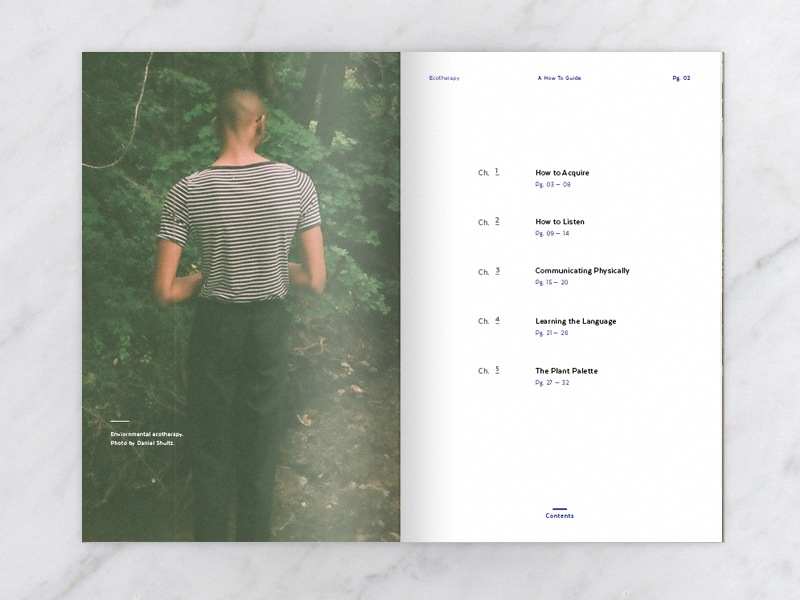 Enviornmental ecotherapy.
Photo by Daniel Shultz.
Ecotherapy
A How To Guide
Pg. 02
Ch. 1
How to Acquire
Pg. 03 — 08
Ch. 2
How to Listen
Pg. 09 — 14
Ch. 3
Communicating Physically
Pg. 15 — 20
Ch. 4
Learning the Language
Pg. 21 — 26
Ch. 5
The Plant Palette
Pg. 27 — 32
Contents